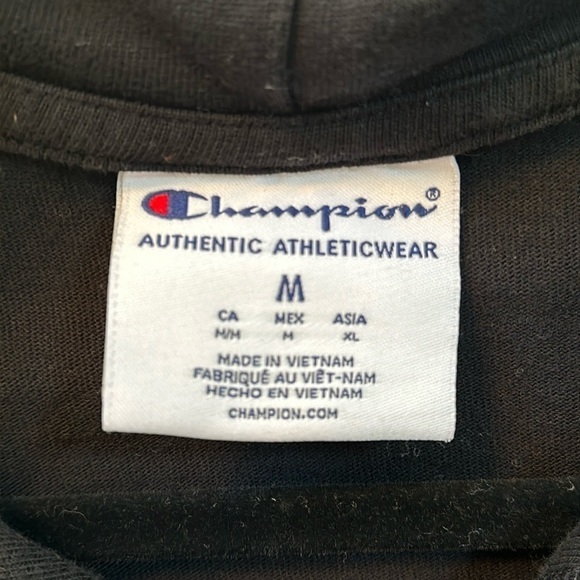 Champion®
AUTHENTIC ATHLETICWEAR
M
CA MEX ASIA
M/M M XL
MADE IN VIETNAM
FABRIQUÉ AU VIÊT-NAM
HECHO EN VIETNAM
CHAMPION.COM